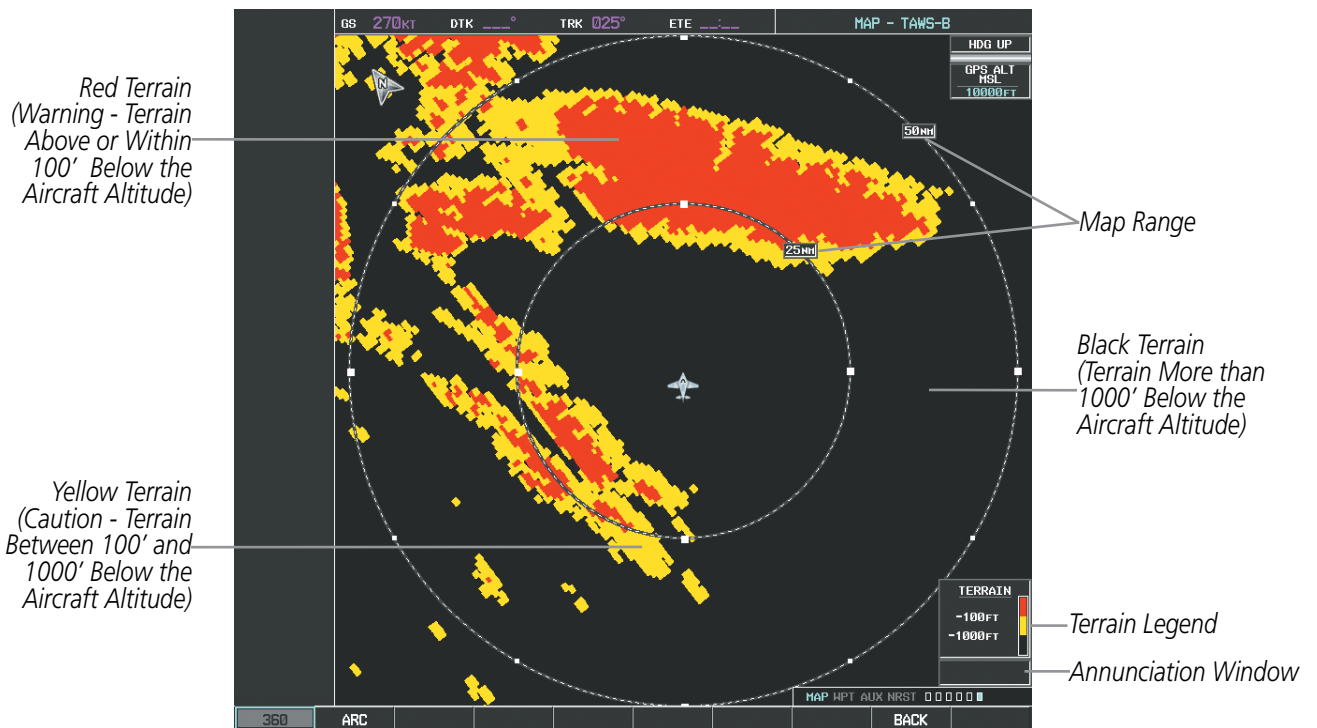 GS 270KT DTK ___° TRK 025° ETE __:__ MAP - TAWS-B
HDG UP
GPS ALT
MSL
10000FT
N
Red Terrain
(Warning - Terrain
Above or Within
100’ Below the
Aircraft Altitude)
50NM
Map Range
25NM
Black Terrain
(Terrain More than
1000’ Below the
Aircraft Altitude)
Yellow Terrain
(Caution - Terrain
Between 100’ and
1000’ Below the
Aircraft Altitude)
TERRAIN
-100FT
-1000FT
Terrain Legend
Annunciation Window
MAP WPT AUX NRST
360 ARC BACK